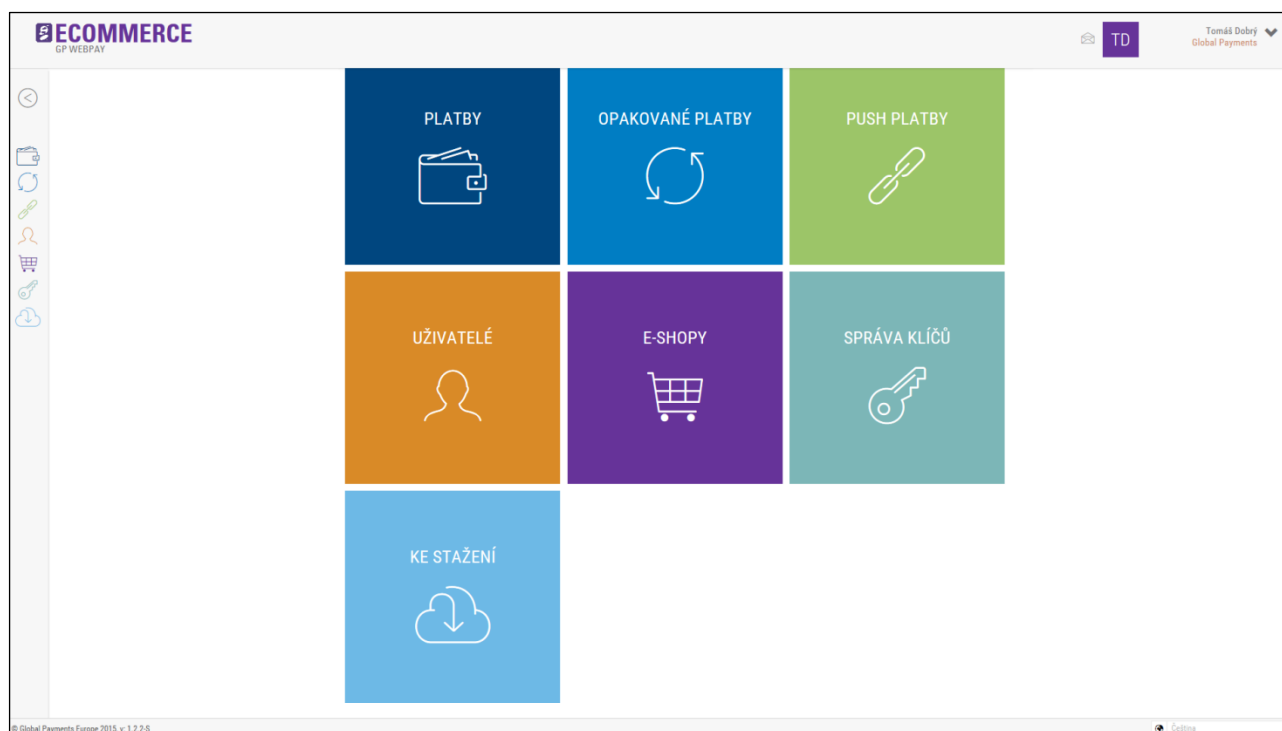 ECOMMERCE
GP WEBPAY
TD
Tomáš Dobrý
Global Payments
PLATBY
OPAKOVANÉ PLATBY
PUSH PLATBY
UŽIVATELÉ
E-SHOPY
SPRÁVA KLÍČŮ
KE STAŽENÍ
© Global Payments Europe 2015, v: 1.2.2-S
Čeština